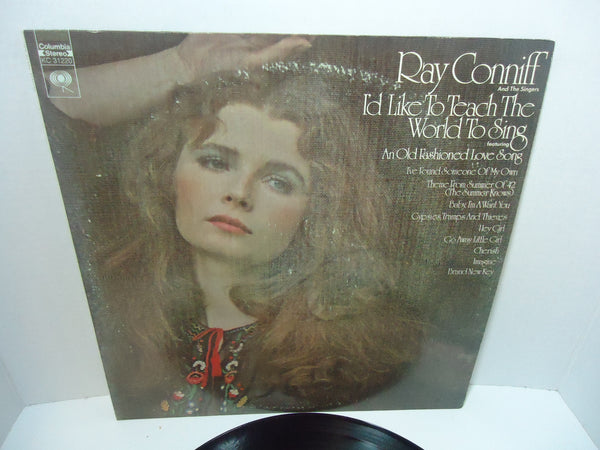 Columbia
Stereo
KC 31220
Ray Conniff
And The Singers
I'd Like To Teach The
World To Sing
featuring
An Old Fashioned Love Song
I've Found Someone Of My Own
Theme From Summer Of '42
(The Summer Knows)
Baby, I'm A Want You
Gypsies, Tramps And Thieves
Hey Girl
Go Away Little Girl
Cherish
Imagine
Brand New Key